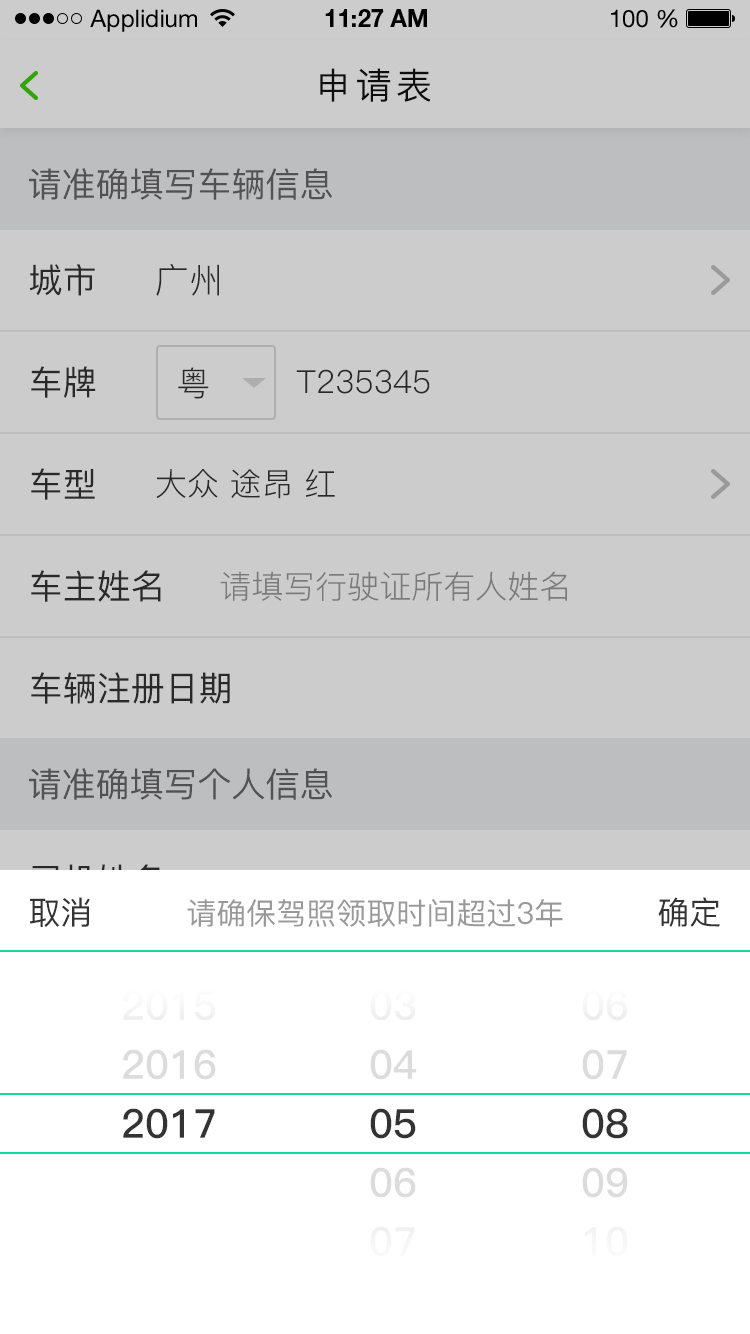 Applidium 11:27 AM 100 %
申请表
请准确填写车辆信息
城市 广州
车牌 粤 T235345
车型 大众 途昂 红
车主姓名 请填写行驶证所有人姓名
车辆注册日期
请准确填写个人信息
取消 请确保驾照领取时间超过3年 确定
2015 03 06
2016 04 07
2017 05 08
06 09
07 10